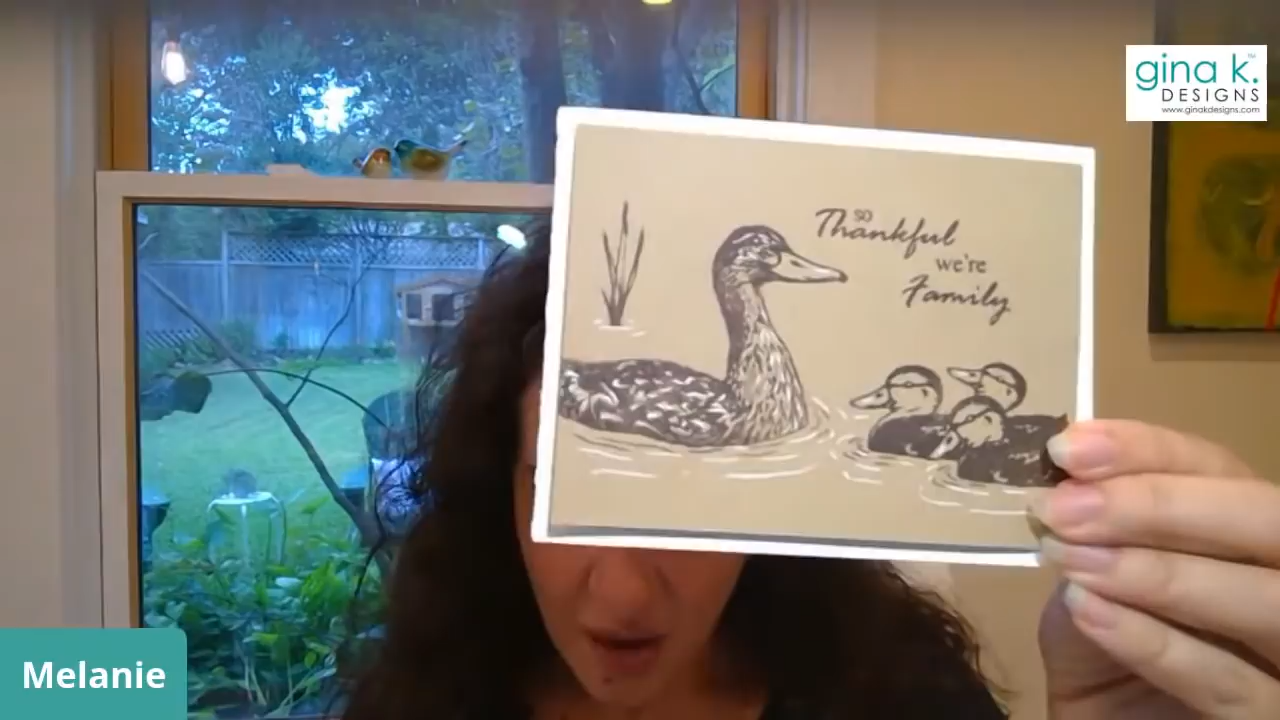 gina k.
DESIGNS
www.ginakdesigns.com
so
Thankful
we're
Family
Melanie